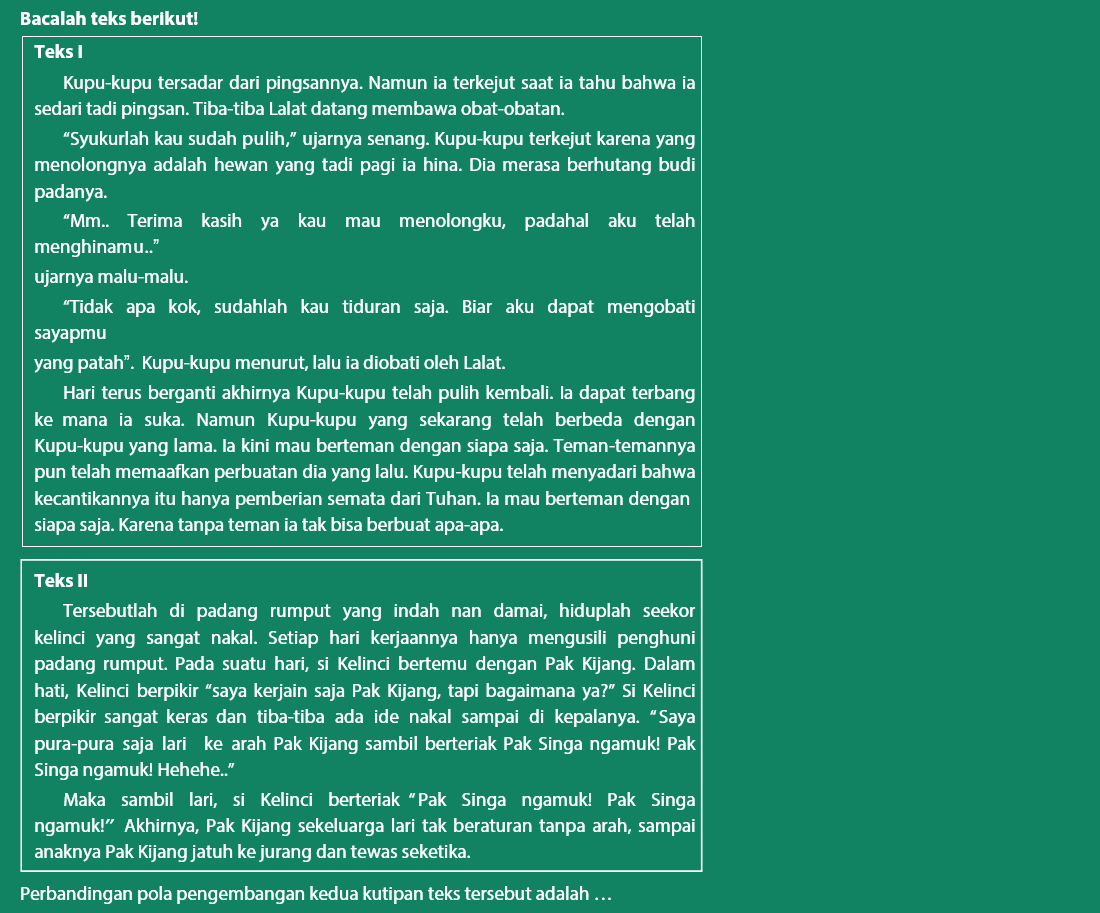 Bacalah teks berikut!
Teks I
Kupu-kupu tersadar dari pingsannya. Namun ia terkejut saat ia tahu bahwa ia
sedari tadi pingsan. Tiba-tiba Lalat datang membawa obat-obatan.
“Syukurlah kau sudah pulih,” ujarnya senang. Kupu-kupu terkejut karena yang
menolongnya adalah hewan yang tadi pagi ia hina. Dia merasa berhutang budi
padanya.
“Mm.. Terima kasih ya kau mau menolongku, padahal aku telah
menghinamu..”
ujarnya malu-malu.
“Tidak apa kok, sudahlah kau tiduran saja. Biar aku dapat mengobati
sayapmu
yang patah”. Kupu-kupu menurut, lalu ia diobati oleh Lalat.
Hari terus berganti akhirnya Kupu-kupu telah pulih kembali. Ia dapat terbang
ke mana ia suka. Namun Kupu-kupu yang sekarang telah berbeda dengan
Kupu-kupu yang lama. Ia kini mau berteman dengan siapa saja. Teman-temannya
pun telah memaafkan perbuatan dia yang lalu. Kupu-kupu telah menyadari bahwa
kecantikannya itu hanya pemberian semata dari Tuhan. Ia mau berteman dengan
siapa saja. Karena tanpa teman ia tak bisa berbuat apa-apa.
Teks II
Tersebutlah di padang rumput yang indah nan damai, hiduplah seekor
kelinci yang sangat nakal. Setiap hari kerjaannya hanya mengusili penghuni
padang rumput. Pada suatu hari, si Kelinci bertemu dengan Pak Kijang. Dalam
hati, Kelinci berpikir “saya kerjain saja Pak Kijang, tapi bagaimana ya?” Si Kelinci
berpikir sangat keras dan tiba-tiba ada ide nakal sampai di kepalanya. “Saya
pura-pura saja lari ke arah Pak Kijang sambil berteriak Pak Singa ngamuk! Pak
Singa ngamuk! Hehehe..”
Maka sambil lari, si Kelinci berteriak “Pak Singa ngamuk! Pak Singa
ngamuk!” Akhirnya, Pak Kijang sekeluarga lari tak beraturan tanpa arah, sampai
anaknya Pak Kijang jatuh ke jurang dan tewas seketika.
Perbandingan pola pengembangan kedua kutipan teks tersebut adalah …